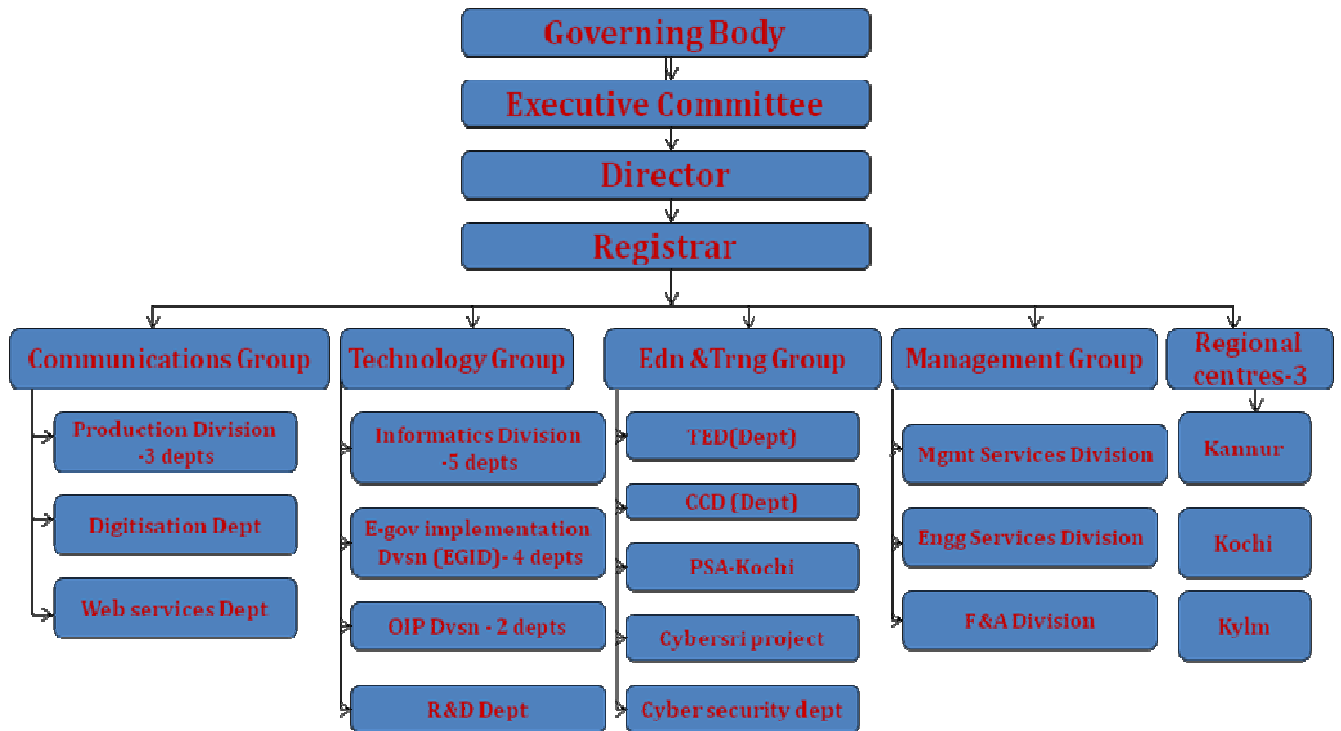 Governing Body
Executive Committee
Director
Registrar
Communications Group
Production Division
-3 depts
Digitisation Dept
Web services Dept
Technology Group
Informatics Division
-5 depts
E-gov implementation
Dvsn (EGID)- 4 depts
OIP Dvsn - 2 depts
R&D Dept
Edn &Trng Group
TED(Dept)
CCD (Dept)
PSA-Kochi
Cybersri project
Cyber security dept
Management Group
Mgmt Services Division
Engg Services Division
F&A Division
Regional
centres-3
Kannur
Kochi
Kylm